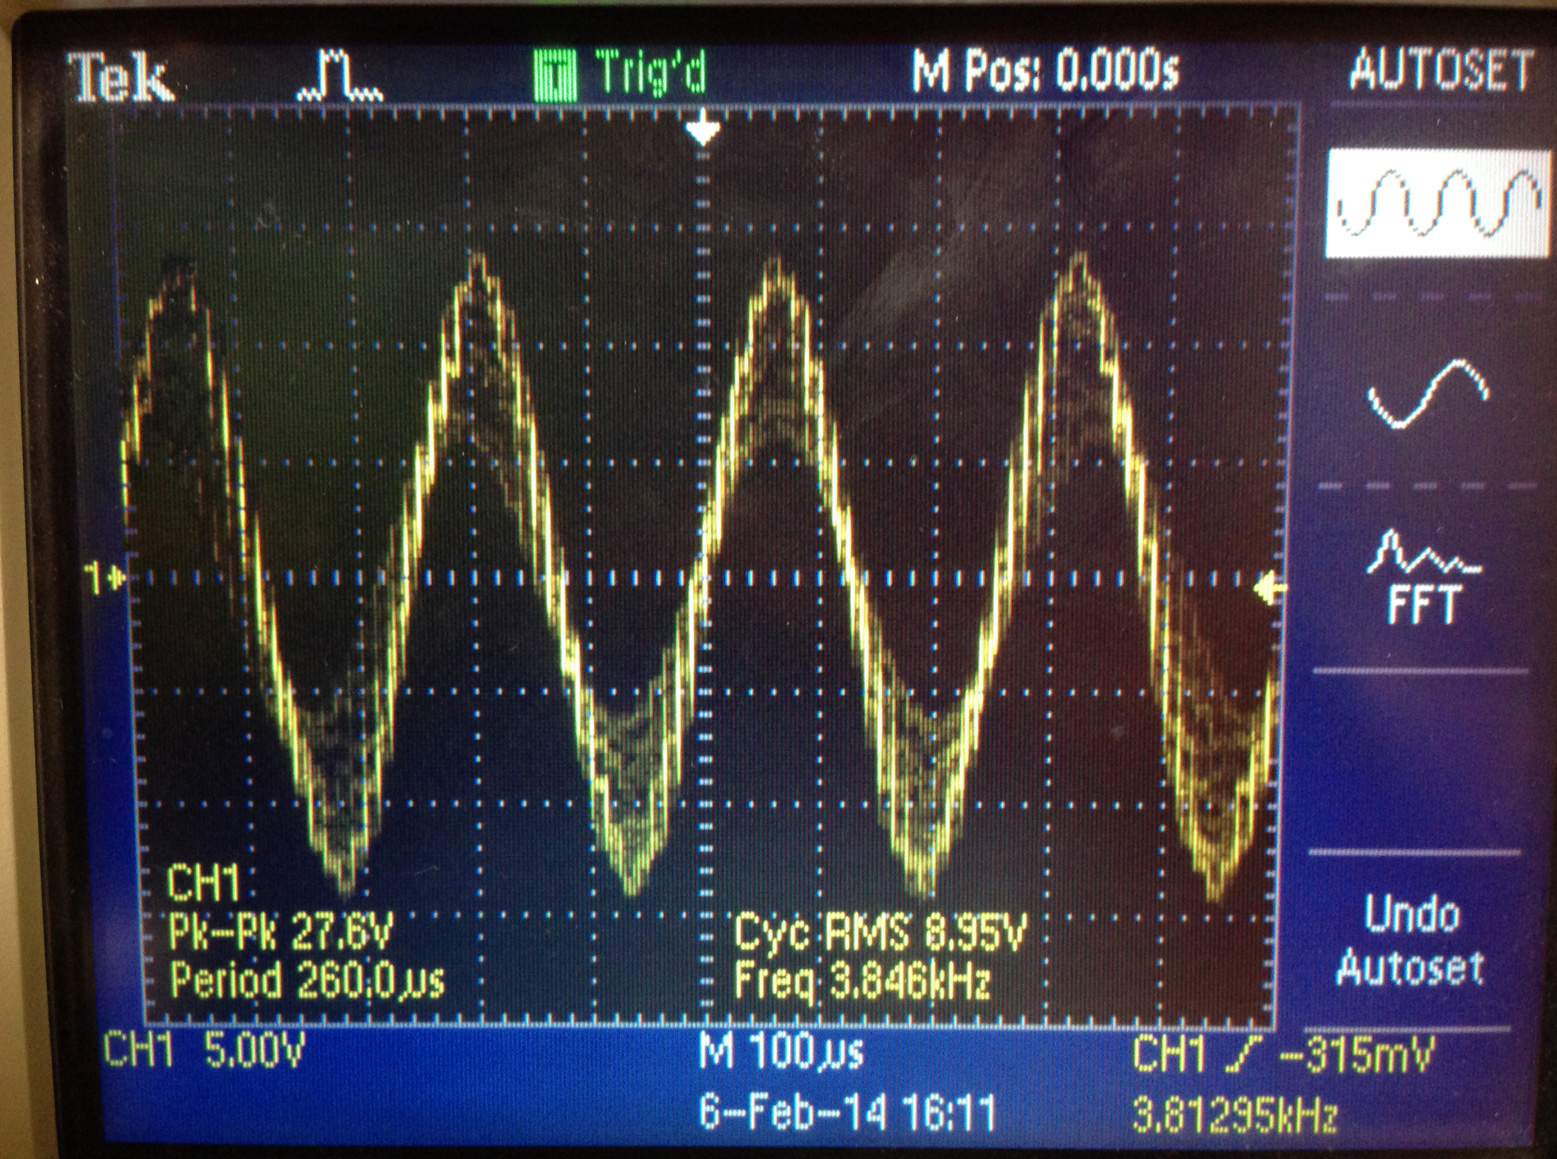 Tek T Trig'd M Pos: 0.000s AUTOSET
1
FFT
CH1
Pk-Pk 27.6V Cyc RMS 8.95V
Period 260.0µs Freq 3.846kHz
Undo
Autoset
CH1 5.00V M 100µs CH1 -315mV
6-Feb-14 16:11 3.81295kHz